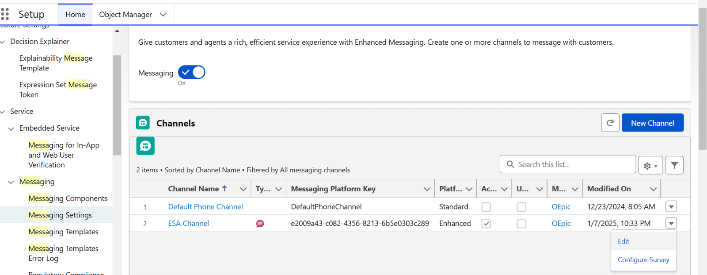 Setup
Home
Object Manager
Decision Explainer
Explainability Message
Template
Expression Set Message
Token
Service
Embedded Service
Messaging for In-App
and Web User
Verification
Messaging
Messaging Components
Messaging Settings
Messaging Templates
Messaging Templates
Error Log
Regulatory Compliance
Give customers and agents a rich, efficient service experience with Enhanced Messaging. Create one or more channels to message with customers.
Messaging
On
Channels
New Channel
2 items • Sorted by Channel Name • Filtered by All messaging channels
Search this list...
Channel Name Ty... Messaging Platform Key Platf... Ac... U... M... Modified On
1 Default Phone Channel DefaultPhoneChannel Standard OEpic 12/23/2024, 8:05 AM
2 ESA Channel e2009a43-c082-4356-8213-6b5e0303c289 Enhanced OEpic 1/7/2025, 10:33 PM
Edit
Configure Survey